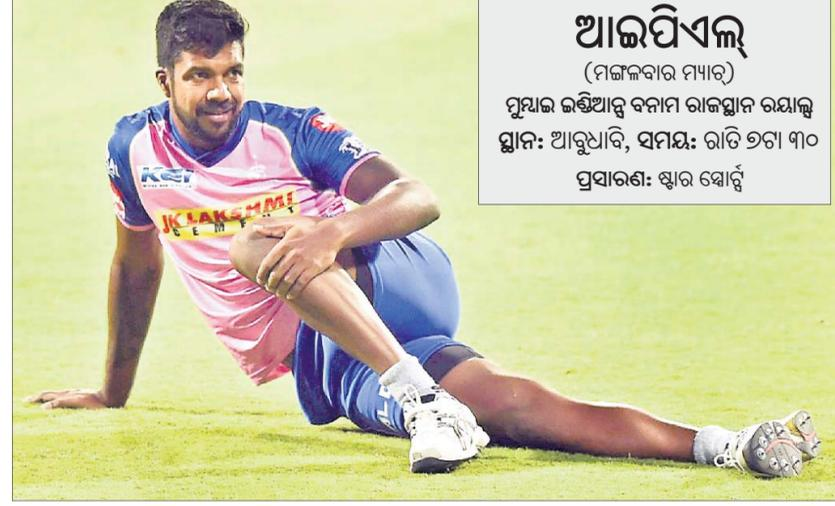 ଆଇପିଏଲ୍
(ମଙ୍ଗଳବାର ମ୍ୟାଚ୍)
ମୁମ୍ବାଇ ଇଣ୍ଡିଆନ୍ସ ବନାମ ରାଜସ୍ଥାନ ରୟାଲ୍ସ
ସ୍ଥାନ: ଆବୁଧାବି, ସମୟ: ରାତି ୭ଟା ୩୦
ପ୍ରସାରଣ: ଷ୍ଟାର ସ୍ପୋର୍ଟ୍ସ
KEI
JK LAKSHMI
CEMENT